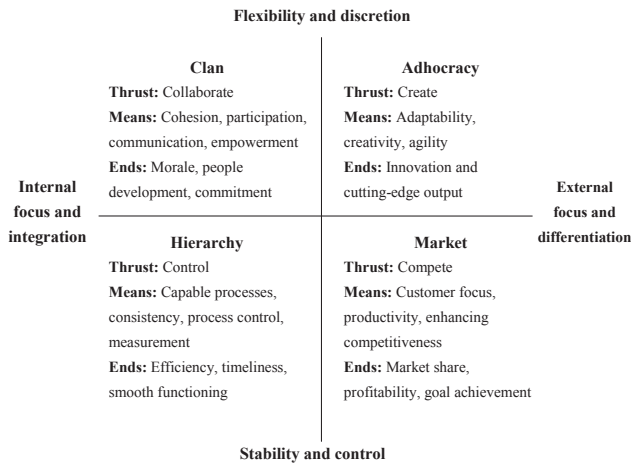 Flexibility and discretion
Clan
Thrust: Collaborate
Means: Cohesion, participation,
communication, empowerment
Ends: Morale, people
development, commitment
Adhocracy
Thrust: Create
Means: Adaptability,
creativity, agility
Ends: Innovation and
cutting-edge output
Internal
focus and
integration
External
focus and
differentiation
Hierarchy
Thrust: Control
Means: Capable processes,
consistency, process control,
measurement
Ends: Efficiency, timeliness,
smooth functioning
Market
Thrust: Compete
Means: Customer focus,
productivity, enhancing
competitiveness
Ends: Market share,
profitability, goal achievement
Stability and control